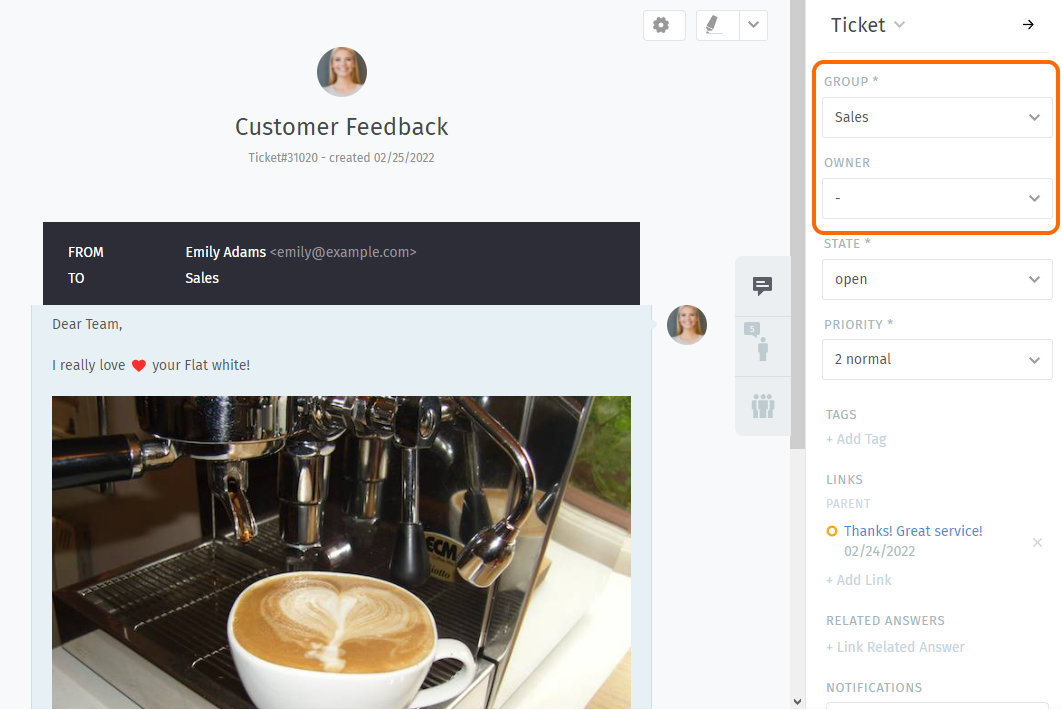 Customer Feedback
Ticket#31020 - created 02/25/2022
FROM Emily Adams <emily@example.com>
TO Sales
Dear Team,
I really love ❤ your Flat white!
ECM
Giotto
5
Ticket
GROUP *
Sales
OWNER
-
STATE *
open
PRIORITY *
2 normal
TAGS
+ Add Tag
LINKS
PARENT
Thanks! Great service!
02/24/2022
+ Add Link
RELATED ANSWERS
+ Link Related Answer
NOTIFICATIONS